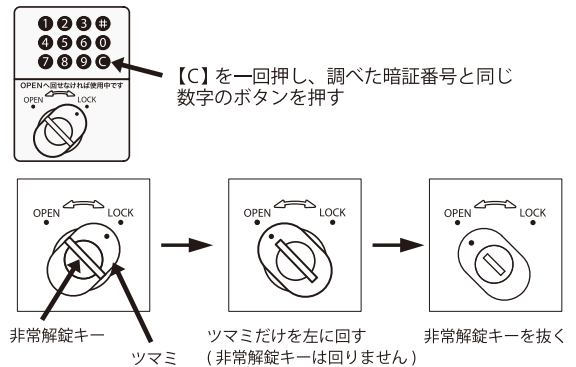 1 2 3 #
4 5 6 0
7 8 9 C
OPENへ回せなければ使用中です
OPEN LOCK
【C】を一回押し、調べた暗証番号と同じ
数字のボタンを押す
OPEN LOCK
OPEN LOCK
OPEN LOCK
非常解錠キー
ツマミ
ツマミだけを左に回す
(非常解錠キーは回りません)
非常解錠キーを抜く